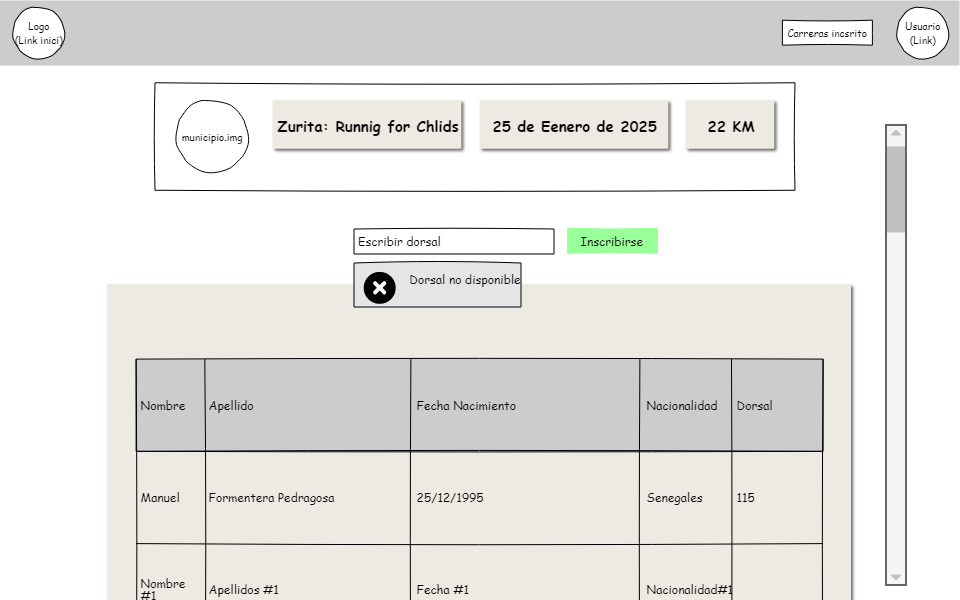 Logo
(Link inici)
Carreras incsrito
Usuario
(Link)
municipio.img
Zurita: Runnig for Chlids
25 de Eenero de 2025
22 KM
Escribir dorsal
Inscribirse
Dorsal no disponible
Nombre Apellido Fecha Nacimiento Nacionalidad Dorsal
Manuel Formentera Pedragosa 25/12/1995 Senegales 115
Nombre
#1 Apellidos #1 Fecha #1 Nacionalidad#1